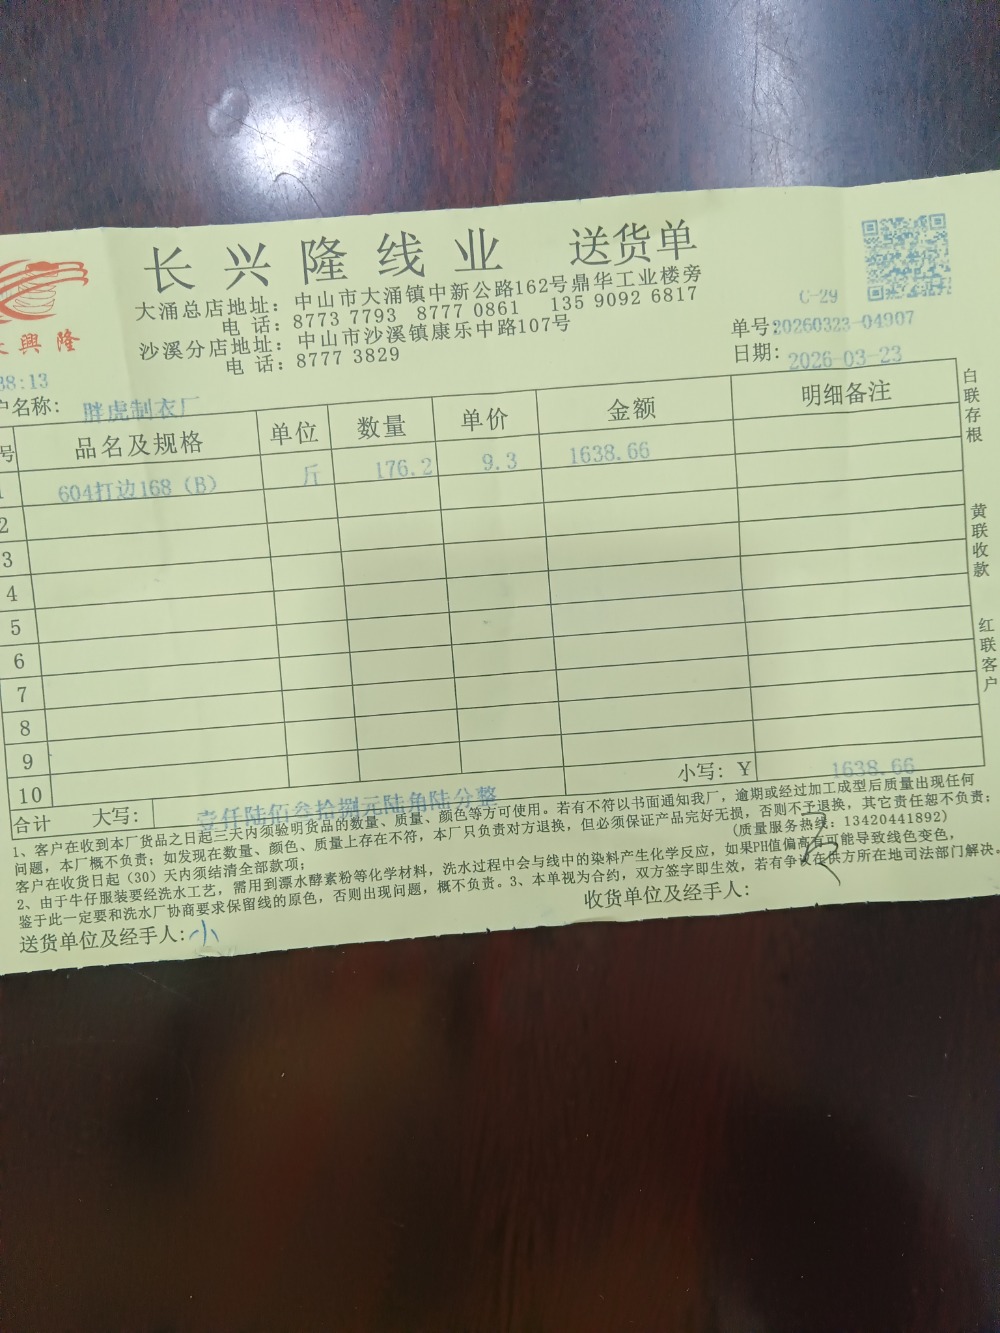 长兴隆线业 送货单
大涌总店地址：中山市大涌镇中新公路162号鼎华工业楼旁
电 话：8773 7793 8777 0861 135 9092 6817
沙溪分店地址：中山市沙溪镇康乐中路107号
电 话：8777 3829
興隆
C-29
单号：20260323-04907
日期：2026-03-23
38:13
户名称：胖虎制衣厂
号 品名及规格 单位 数量 单价 金额 明细备注
1 604打边168（B） 斤 176.2 9.3 1638.66
2
3
4
5
6
7
8
9
10
合计 大写：壹仟陆佰叁拾捌元陆角陆分整 小写：Y 1638.66
白联存根
黄联收款
红联客户
1、客户在收到本厂货品之日起三天内须验明货品的数量、质量、颜色等方可使用。若有不符以书面通知我厂，逾期或经过加工成型后质量出现任何
问题，本厂概不负责；如发现在数量、颜色、质量上存在不符，本厂只负责对方退换，但必须保证产品完好无损，否则不予退换，其它责任恕不负责；
客户在收货日起（30）天内须结清全部款项； (质量服务热线：13420441892)
2、由于牛仔服装要经洗水工艺，需用到漂水酵素粉等化学材料，洗水过程中会与线中的染料产生化学反应，如果PH值偏高有可能导致线色变色，
鉴于此一定要和洗水厂协商要求保留线的原色，否则出现问题，概不负责。3、本单视为合约，双方签字即生效，若有争议在供方所在地司法部门解决。
送货单位及经手人：小 收货单位及经手人：